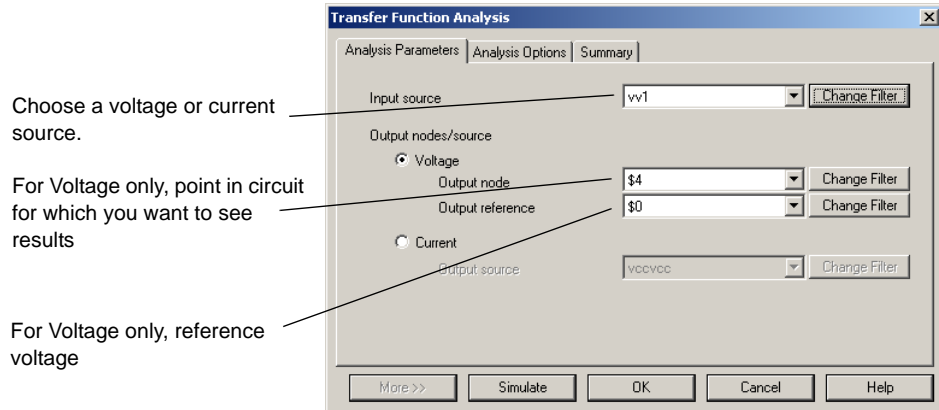 Transfer Function Analysis
Analysis Parameters Analysis Options Summary
Choose a voltage or current
source.
Input source vv1 Change Filter
Output nodes/source
Voltage
For Voltage only, point in circuit
for which you want to see
results
Output node $4 Change Filter
Output reference $0 Change Filter
Current
Output source vccvcc Change Filter
For Voltage only, reference
voltage
More >> Simulate OK Cancel Help